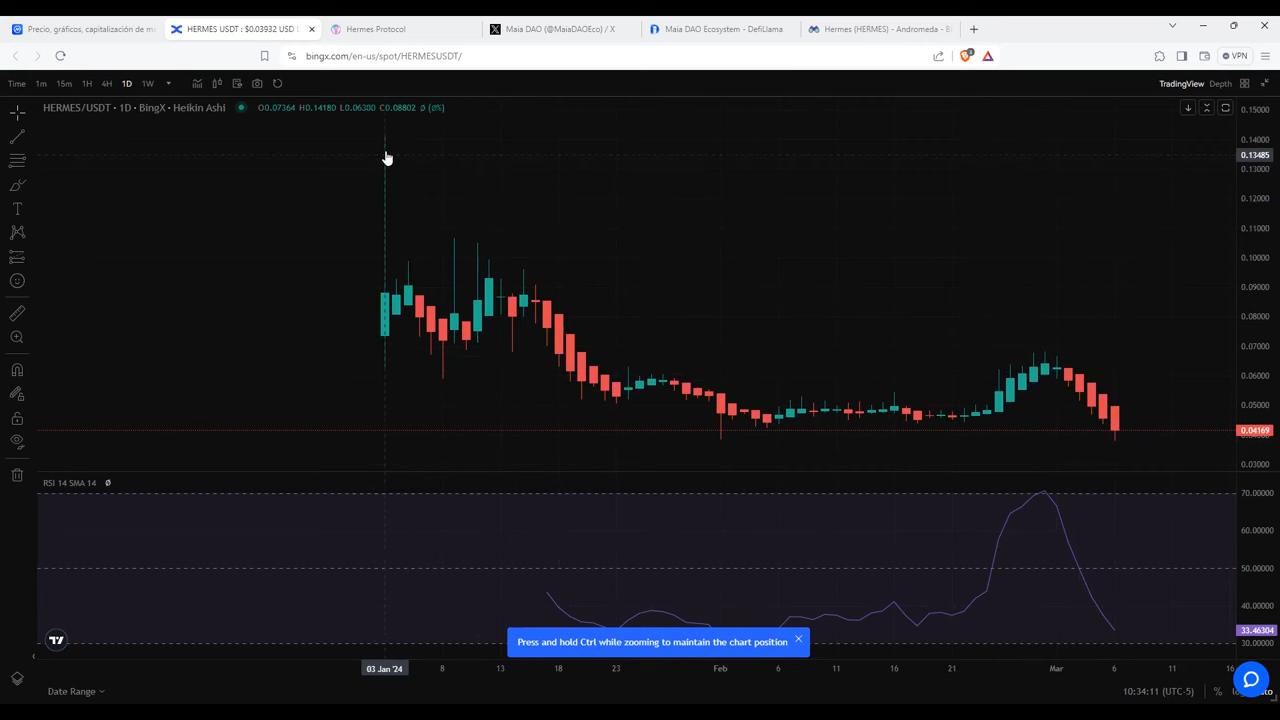 Precio, gráficos, capitalización de m
HERMES USDT : $0.03932 USD
Hermes Protocol
Maia DAO (@MaiaDAOEco) / X
Maia DAO Ecosystem - DefiLlama
Hermes (HERMES) - Andromeda - B
bingx.com/en-us/spot/HERMESUSDT/
VPN
Time 1m 15m 1H 4H 1D 1W
TradingView Depth
HERMES/USDT · 1D · BingX · Heikin Ashi
O0.07364 H0.14180 L0.06300 C0.08802 Ø (Ø%)
0.15000
0.14000
0.13485
0.13000
0.12000
0.11000
0.10000
0.09000
0.08000
0.07000
0.06000
0.05000
0.04169
0.03000
RSI 14 SMA 14 Ø
70.00000
60.00000
50.00000
40.00000
33.46304
30.00000
Press and hold Ctrl while zooming to maintain the chart position
03 Jan '24 8 13 18 23 Feb 6 11 16 21 Mar 6 11 16
Date Range
10:34:11 (UTC-5)
%